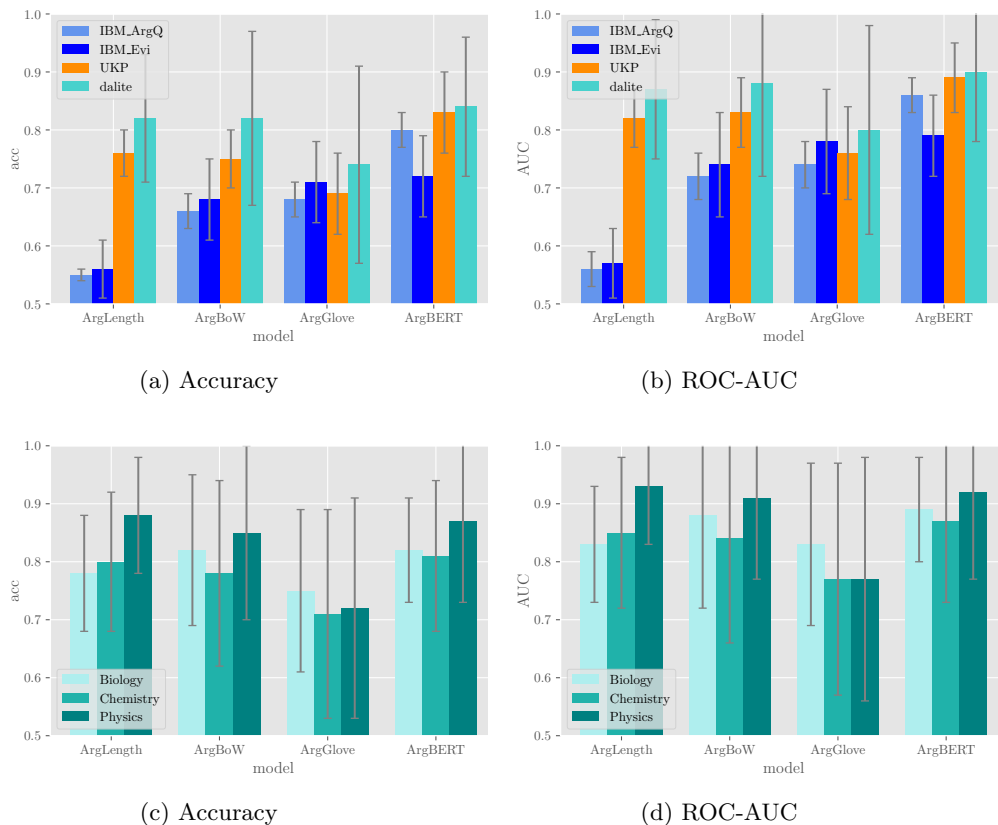 1.0
0.9
0.8
0.7
0.6
0.5
acc
IBM_ArgQ
IBM_Evi
UKP
dalite
ArgLength ArgBoW ArgGlove ArgBERT
model
(a) Accuracy
1.0
0.9
0.8
0.7
0.6
0.5
AUC
IBM_ArgQ
IBM_Evi
UKP
dalite
ArgLength ArgBoW ArgGlove ArgBERT
model
(b) ROC-AUC
1.0
0.9
0.8
0.7
0.6
0.5
acc
Biology
Chemistry
Physics
ArgLength ArgBoW ArgGlove ArgBERT
model
(c) Accuracy
1.0
0.9
0.8
0.7
0.6
0.5
AUC
Biology
Chemistry
Physics
ArgLength ArgBoW ArgGlove ArgBERT
model
(d) ROC-AUC